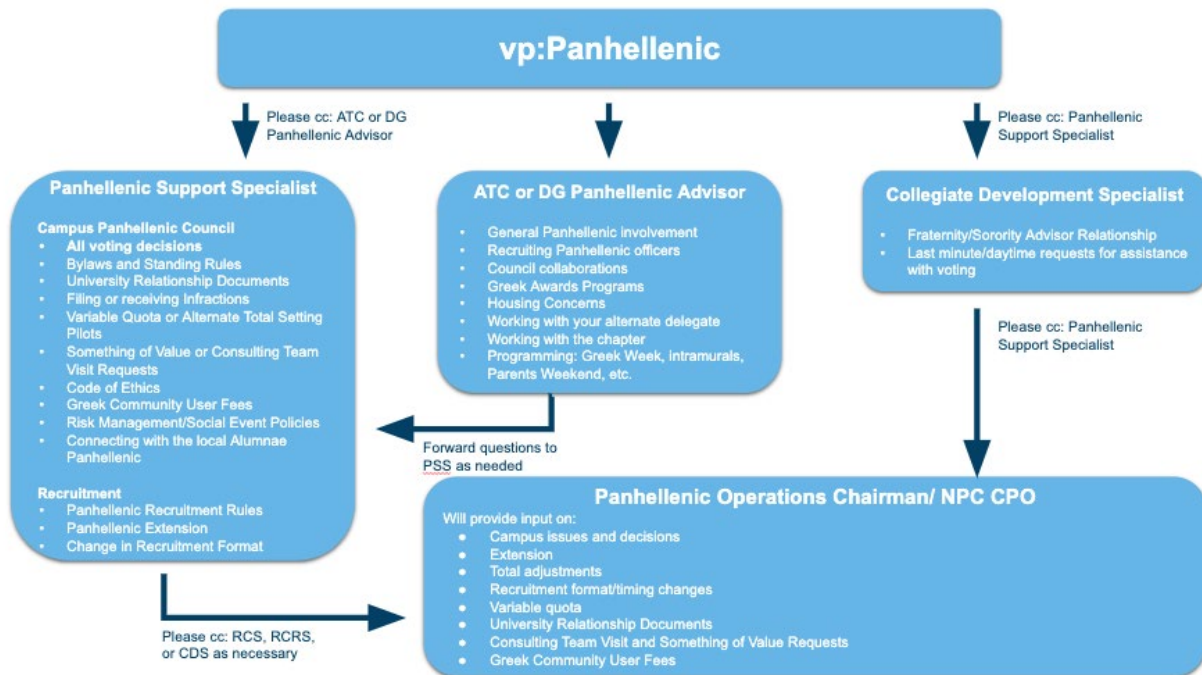 vp:Panhellenic
Please cc: ATC or DG
Panhellenic Advisor
Please cc: Panhellenic
Support Specialist
Panhellenic Support Specialist
Campus Panhellenic Council
• All voting decisions
• Bylaws and Standing Rules
• University Relationship Documents
• Filing or receiving Infractions
• Variable Quota or Alternate Total Setting
Pilots
• Something of Value or Consulting Team
Visit Requests
• Code of Ethics
• Greek Community User Fees
• Risk Management/Social Event Policies
• Connecting with the local Alumnae
Panhellenic
Recruitment
• Panhellenic Recruitment Rules
• Panhellenic Extension
• Change in Recruitment Format
ATC or DG Panhellenic Advisor
• General Panhellenic involvement
• Recruiting Panhellenic officers
• Council collaborations
• Greek Awards Programs
• Housing Concerns
• Working with your alternate delegate
• Working with the chapter
• Programming: Greek Week, intramurals,
Parents Weekend, etc.
Collegiate Development Specialist
• Fraternity/Sorority Advisor Relationship
• Last minute/daytime requests for assistance
with voting
Please cc: Panhellenic
Support Specialist
Forward questions to
PSS as needed
Panhellenic Operations Chairman/ NPC CPO
Will provide input on:
● Campus issues and decisions
● Extension
● Total adjustments
● Recruitment format/timing changes
● Variable quota
● University Relationship Documents
● Consulting Team Visit and Something of Value Requests
● Greek Community User Fees
Please cc: RCS, RCRS,
or CDS as necessary